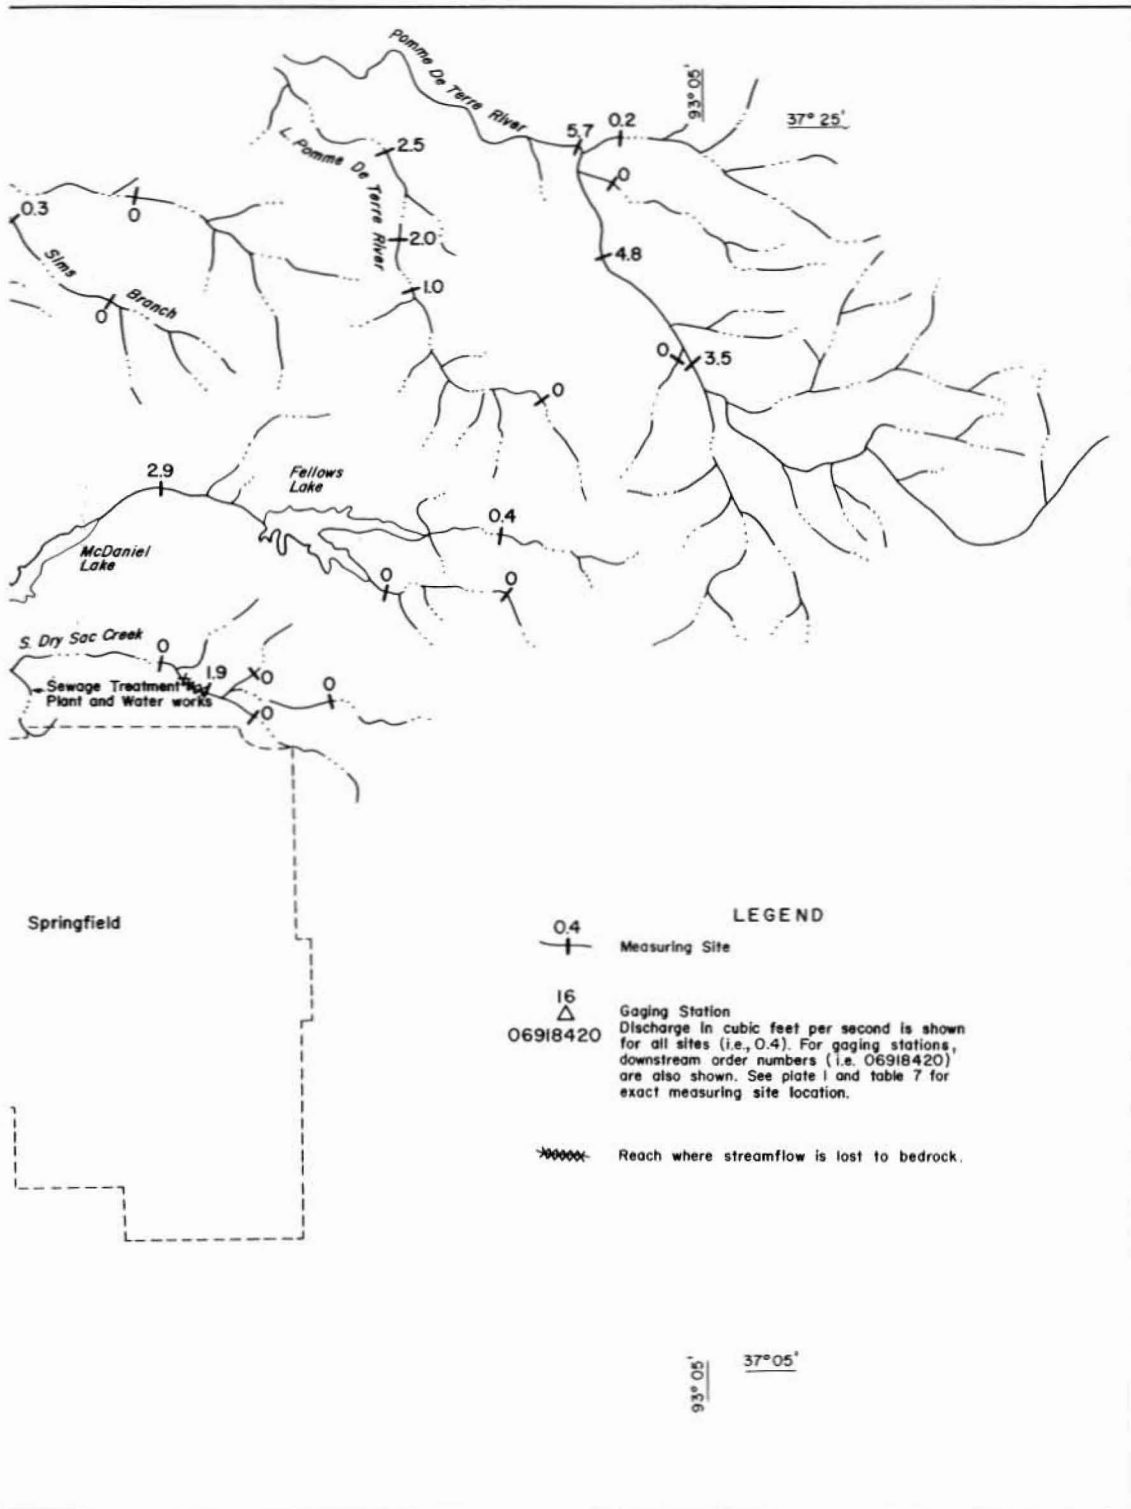 Pomme De Terre River
93° 05'
37° 25'
5.7
0.2
L. Pomme De Terre River
2.5
0
0.3
0
2.0
4.8
Sims Branch
1.0
0
0
3.5
0
2.9
Fellows Lake
0.4
McDaniel Lake
0
0
S. Dry Sac Creek
0
1.9
0
0
Sewage Treatment
Plant and Water works
0
Springfield
LEGEND
0.4
Measuring Site
16
Gaging Station
06918420
Discharge in cubic feet per second is shown
for all sites (i.e., 0.4). For gaging stations,
downstream order numbers (i.e. 06918420)
are also shown. See plate 1 and table 7 for
exact measuring site location.
Reach where streamflow is lost to bedrock.
93° 05'
37° 05'